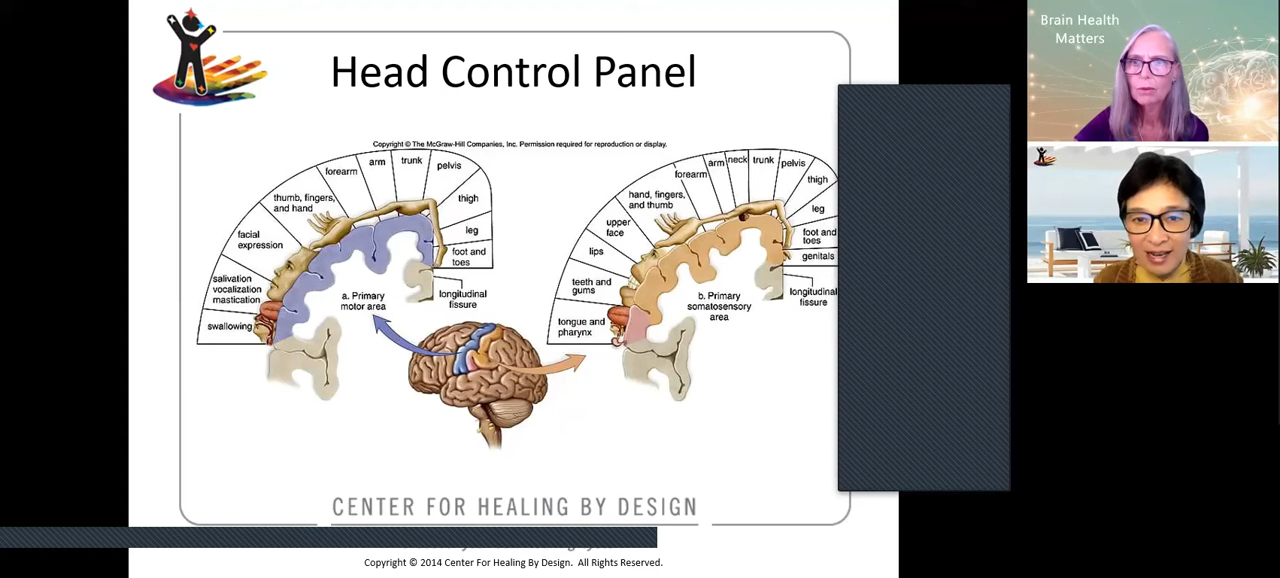 Head Control Panel
Copyright © The McGraw-Hill Companies, Inc. Permission required for reproduction or display.
swallowing
salivation
vocalization
mastication
facial
expression
thumb, fingers,
and hand
forearm
arm
trunk
pelvis
thigh
leg
foot and
toes
longitudinal
fissure
a. Primary
motor area
tongue and
pharynx
teeth and
gums
lips
upper
face
hand, fingers,
and thumb
forearm
arm
neck
trunk
pelvis
thigh
leg
foot and
toes
genitals
longitudinal
fissure
b. Primary
somatosensory
area
CENTER FOR HEALING BY DESIGN
Copyright © 2014 Center For Healing By Design. All Rights Reserved.
Brain Health
Matters